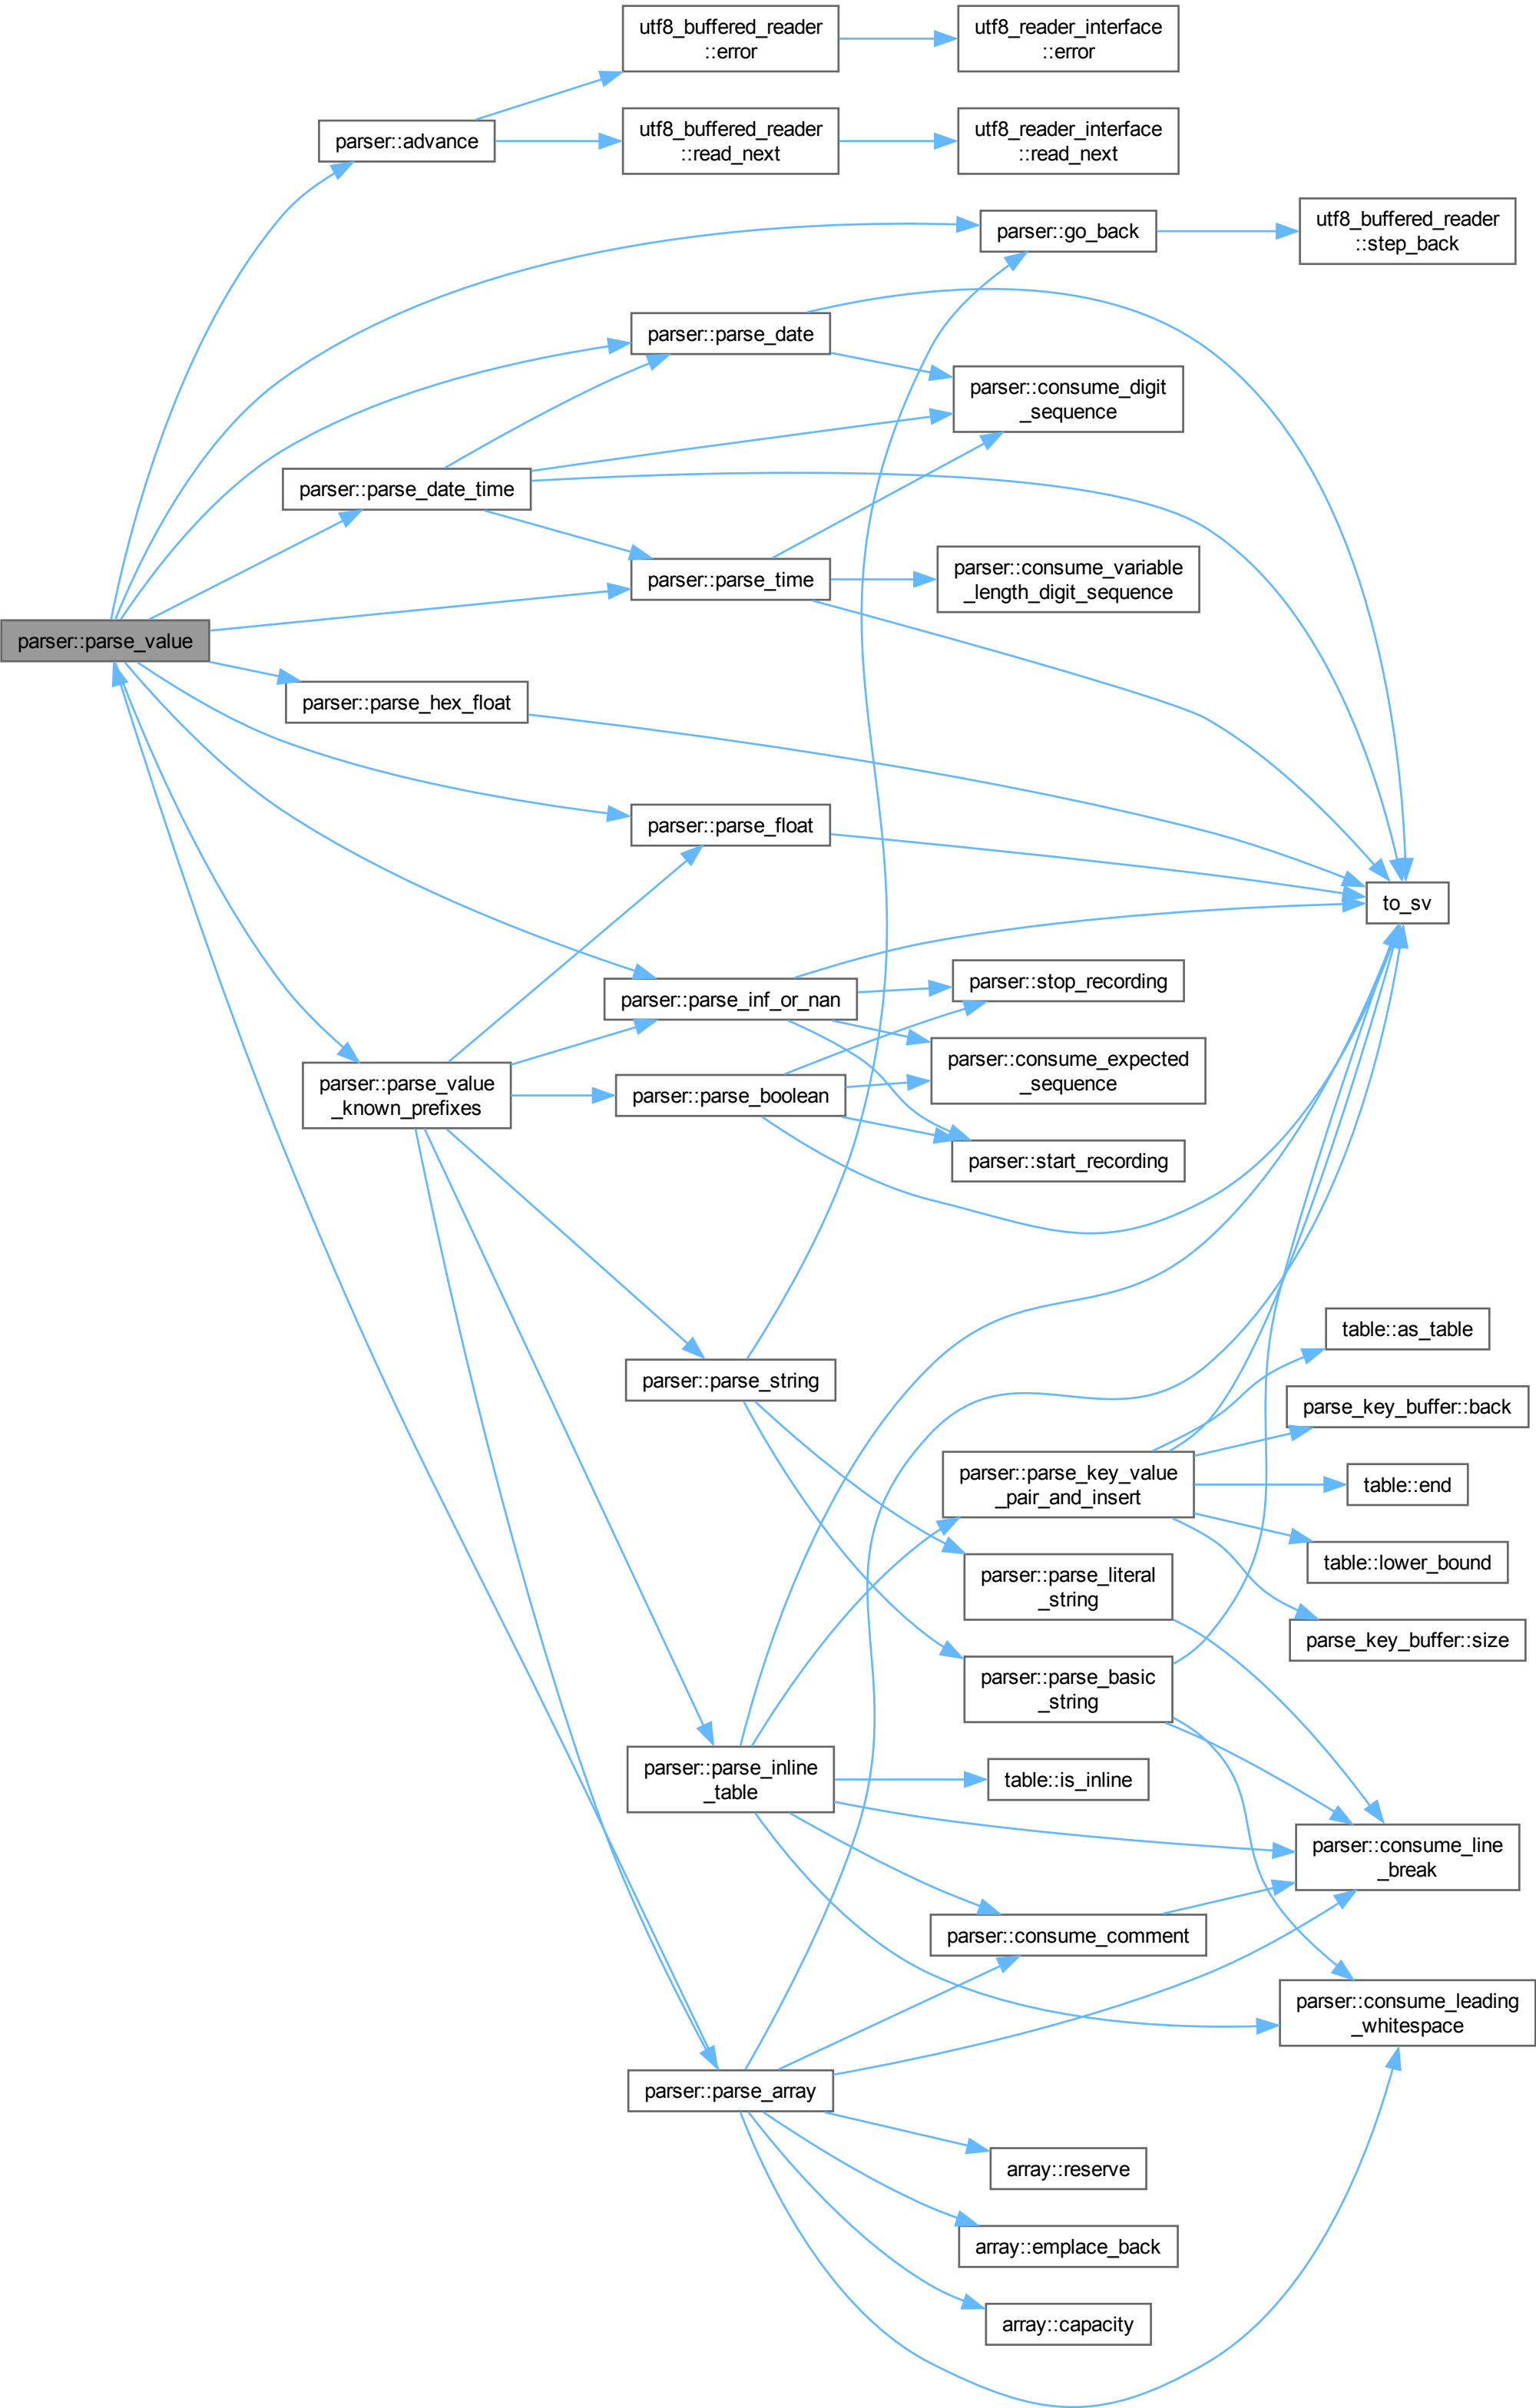 utf8_buffered_reader
::error
utf8_reader_interface
::error
parser::advance
utf8_buffered_reader
::read_next
utf8_reader_interface
::read_next
parser::go_back
utf8_buffered_reader
::step_back
parser::parse_date
parser::consume_digit
_sequence
parser::parse_date_time
parser::parse_time
parser::consume_variable
_length_digit_sequence
parser::parse_value
parser::parse_hex_float
parser::parse_float
to_sv
parser::parse_inf_or_nan
parser::stop_recording
parser::consume_expected
_sequence
parser::parse_value
_known_prefixes
parser::parse_boolean
parser::start_recording
table::as_table
parser::parse_string
parse_key_buffer::back
parser::parse_key_value
_pair_and_insert
table::end
table::lower_bound
parser::parse_literal
_string
parse_key_buffer::size
parser::parse_basic
_string
parser::parse_inline
_table
table::is_inline
parser::consume_line
_break
parser::consume_comment
parser::consume_leading
_whitespace
parser::parse_array
array::reserve
array::emplace_back
array::capacity